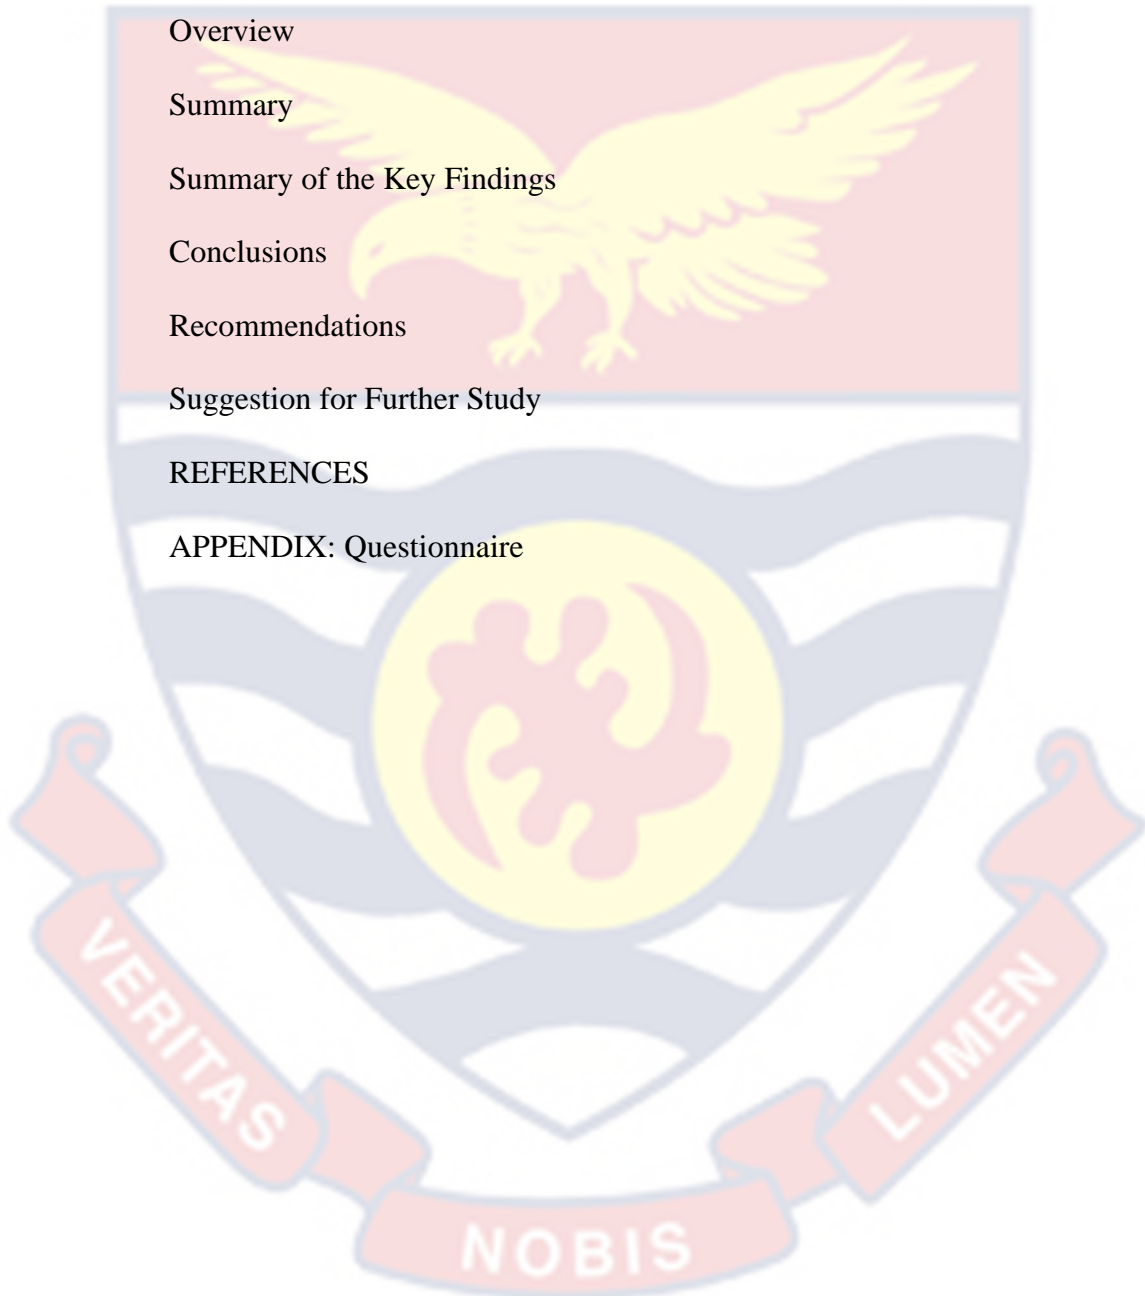 Overview
Summary
Summary of the Key Findings
Conclusions
Recommendations
Suggestion for Further Study
REFERENCES
APPENDIX: Questionnaire
VERITAS
NOBIS
LUMEN